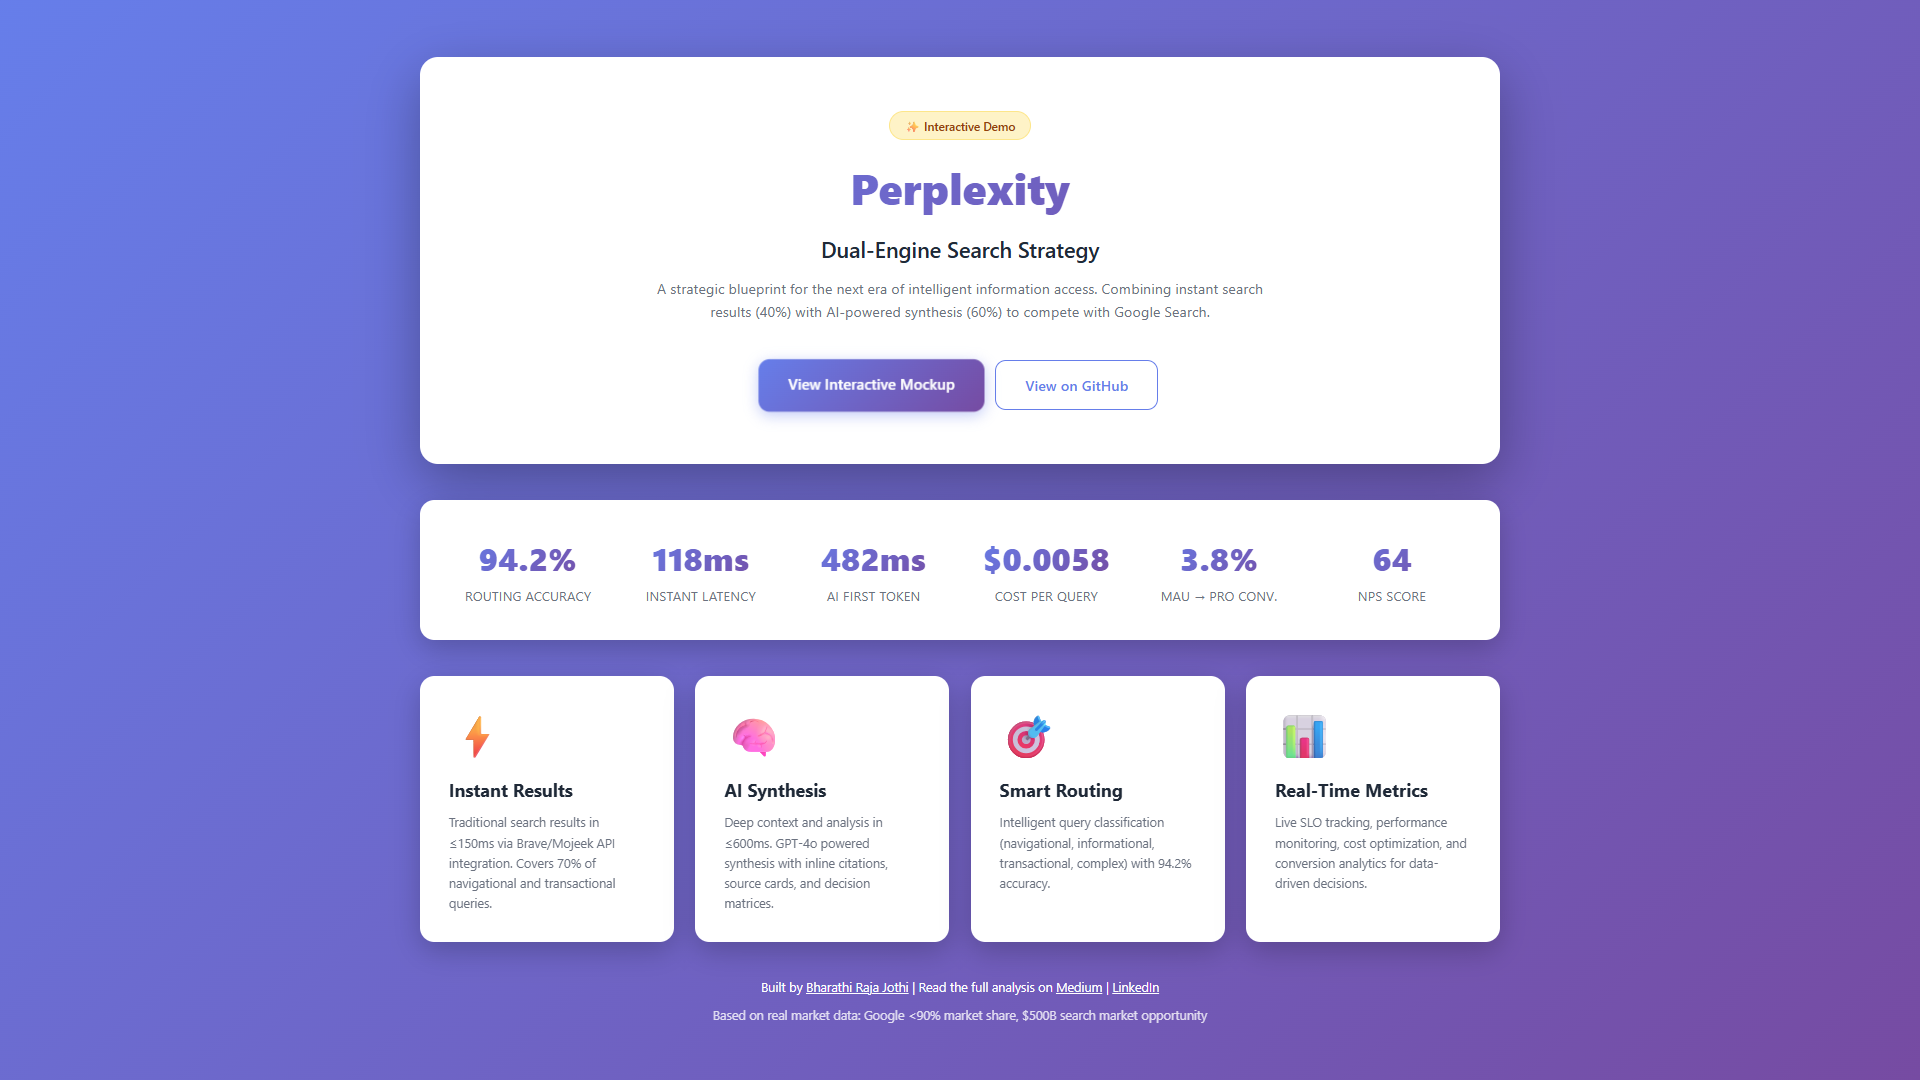 ✨ Interactive Demo
Perplexity
Dual-Engine Search Strategy
A strategic blueprint for the next era of intelligent information access. Combining instant search
results (40%) with AI-powered synthesis (60%) to compete with Google Search.
View Interactive Mockup
View on GitHub
94.2%
ROUTING ACCURACY
118ms
INSTANT LATENCY
482ms
AI FIRST TOKEN
$0.0058
COST PER QUERY
3.8%
MAU → PRO CONV.
64
NPS SCORE
Instant Results
Traditional search results in
≤150ms via Brave/Mojeek API
integration. Covers 70% of
navigational and transactional
queries.
AI Synthesis
Deep context and analysis in
≤600ms. GPT-4o powered
synthesis with inline citations,
source cards, and decision
matrices.
Smart Routing
Intelligent query classification
(navigational, informational,
transactional, complex) with 94.2%
accuracy.
Real-Time Metrics
Live SLO tracking, performance
monitoring, cost optimization, and
conversion analytics for data-
driven decisions.
Built by Bharathi Raja Jothi | Read the full analysis on Medium | LinkedIn
Based on real market data: Google <90% market share, $500B search market opportunity